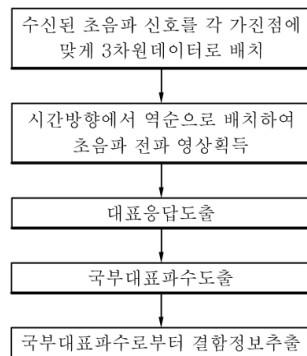 수신된 초음파 신호를 각 가진점에
맞게 3차원데이터로 배치
시간방향에서 역순으로 배치하여
초음파 전파 영상획득
대표응답도출
국부대표파수도출
국부대표파수로부터 결함정보추출